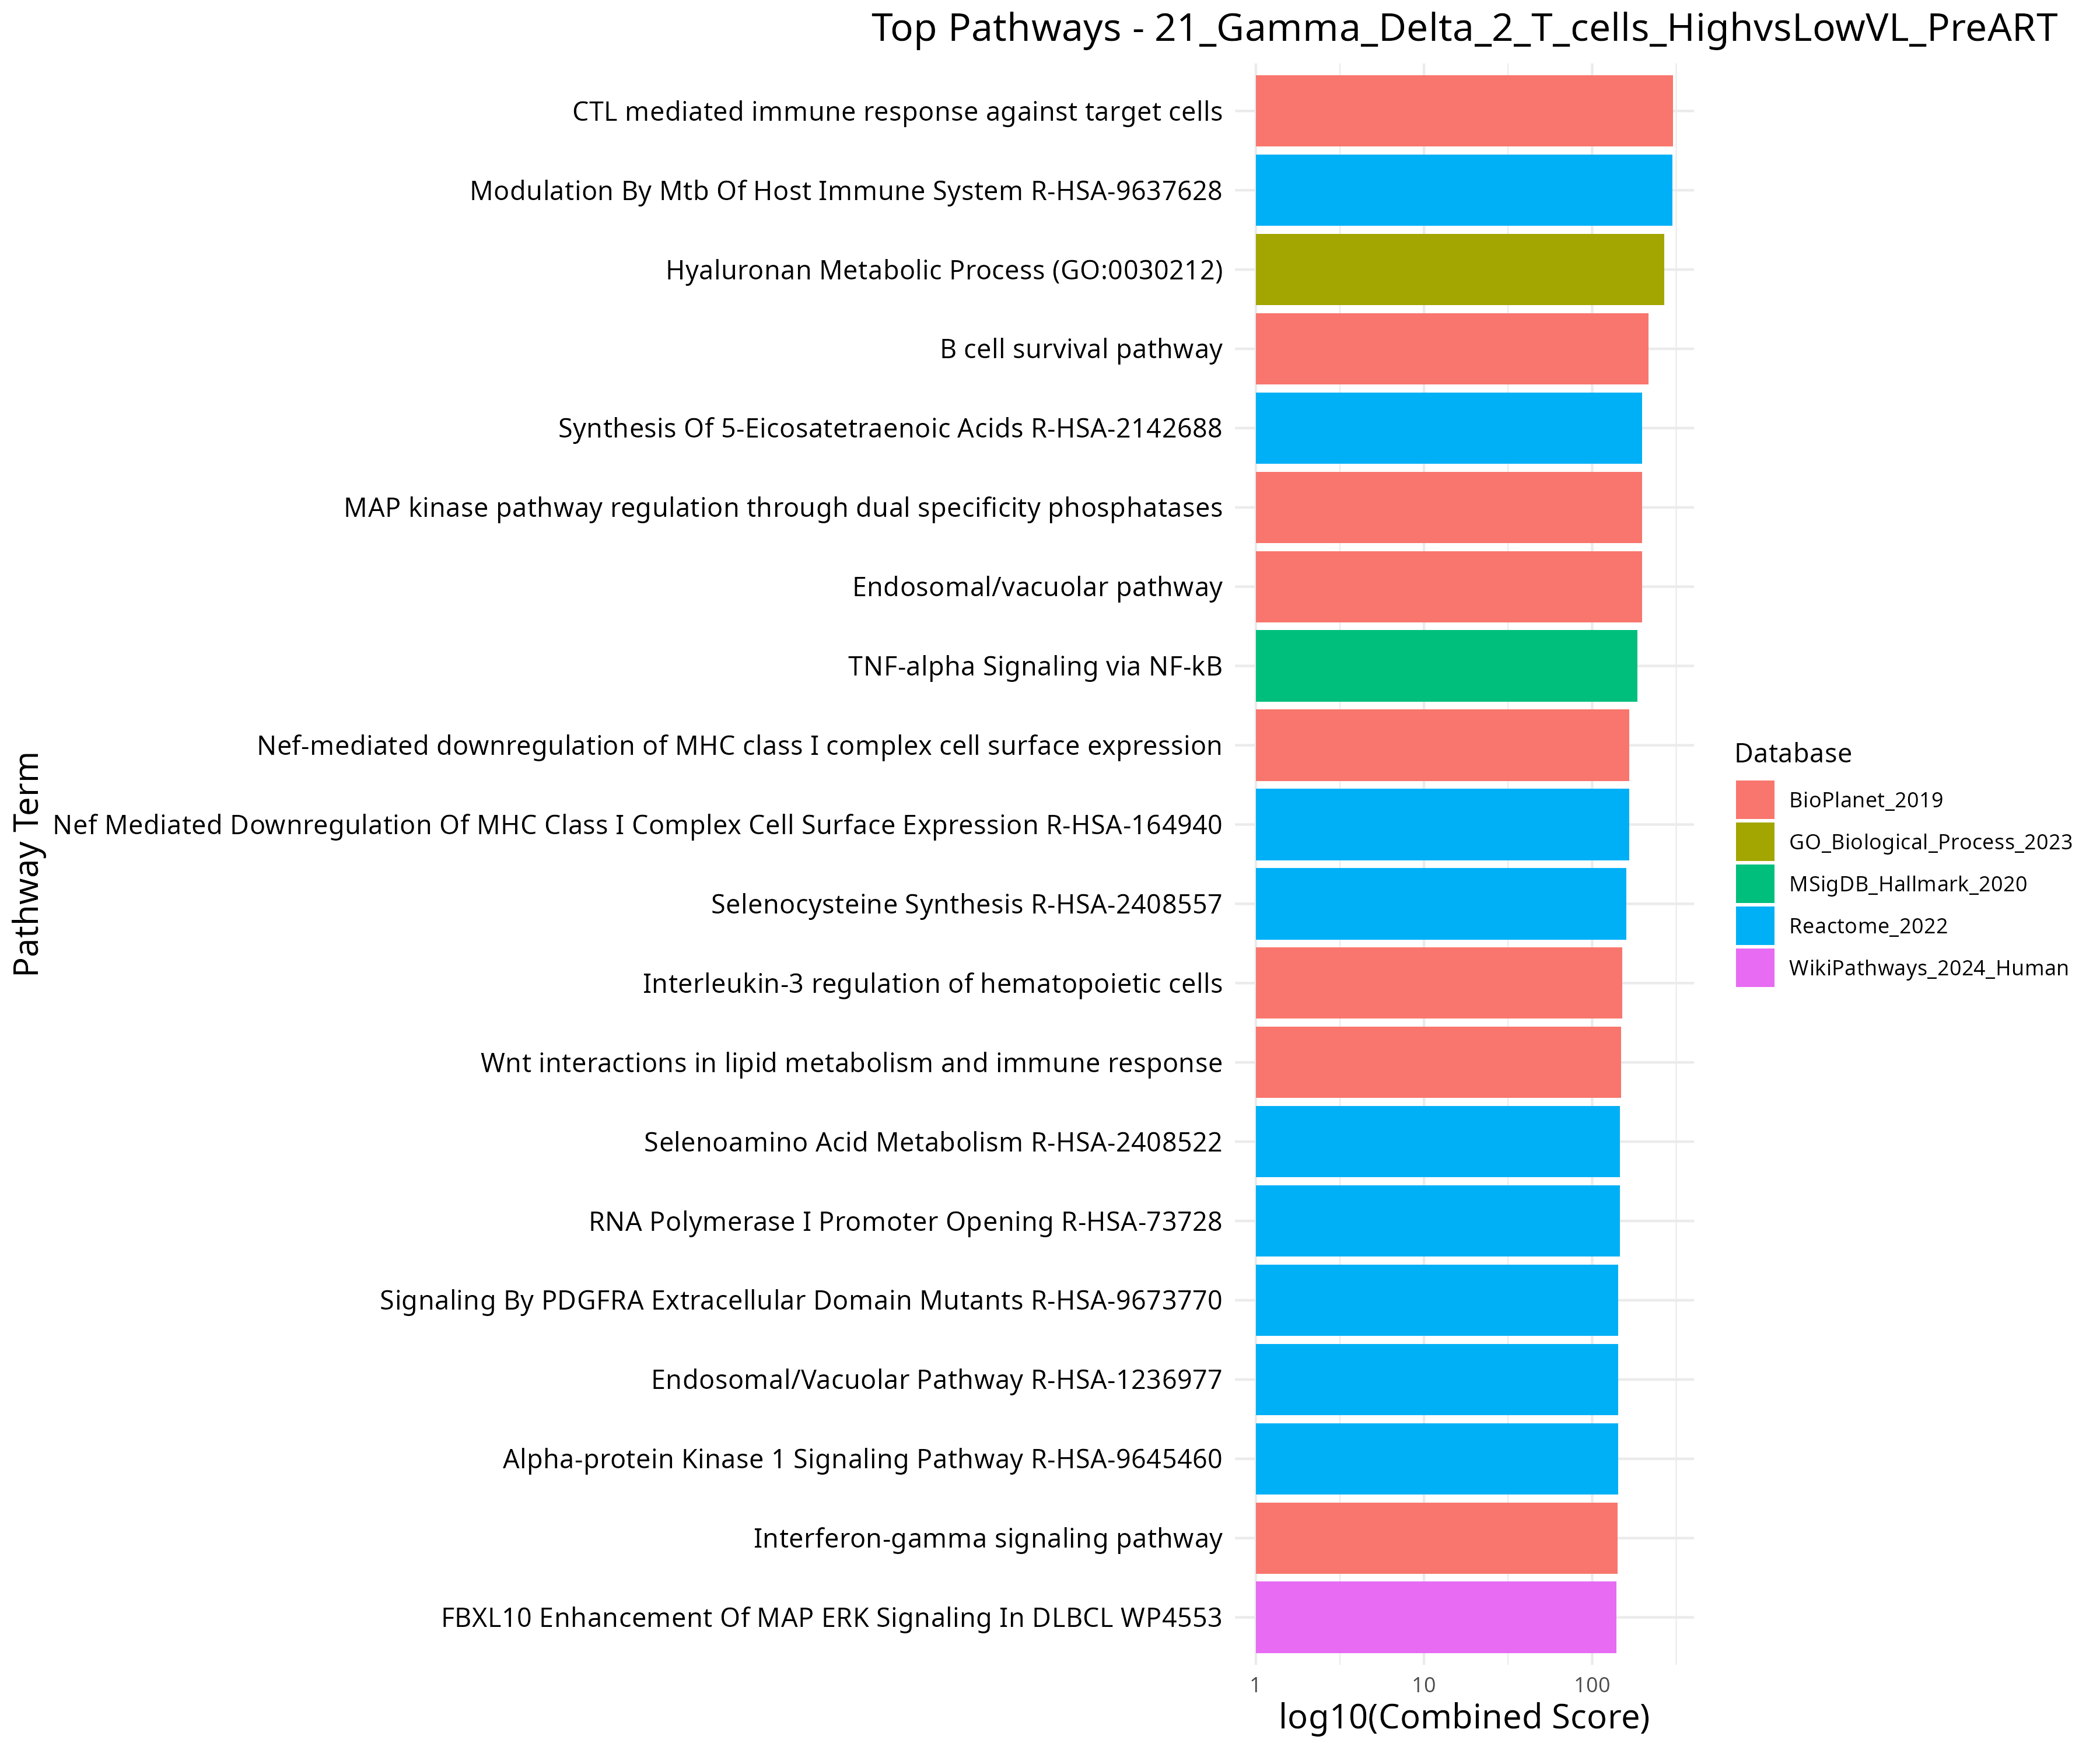 Top Pathways - 21_Gamma_Delta_2_T_cells_HighvsLowVL_PreART
Pathway Term
CTL mediated immune response against target cells
Modulation By Mtb Of Host Immune System R-HSA-9637628
Hyaluronan Metabolic Process (GO:0030212)
B cell survival pathway
Synthesis Of 5-Eicosatetraenoic Acids R-HSA-2142688
MAP kinase pathway regulation through dual specificity phosphatases
Endosomal/vacuolar pathway
TNF-alpha Signaling via NF-kB
Nef-mediated downregulation of MHC class I complex cell surface expression
Nef Mediated Downregulation Of MHC Class I Complex Cell Surface Expression R-HSA-164940
Selenocysteine Synthesis R-HSA-2408557
Interleukin-3 regulation of hematopoietic cells
Wnt interactions in lipid metabolism and immune response
Selenoamino Acid Metabolism R-HSA-2408522
RNA Polymerase I Promoter Opening R-HSA-73728
Signaling By PDGFRA Extracellular Domain Mutants R-HSA-9673770
Endosomal/Vacuolar Pathway R-HSA-1236977
Alpha-protein Kinase 1 Signaling Pathway R-HSA-9645460
Interferon-gamma signaling pathway
FBXL10 Enhancement Of MAP ERK Signaling In DLBCL WP4553
1 10 100
log10(Combined Score)
Database
BioPlanet_2019
GO_Biological_Process_2023
MSigDB_Hallmark_2020
Reactome_2022
WikiPathways_2024_Human